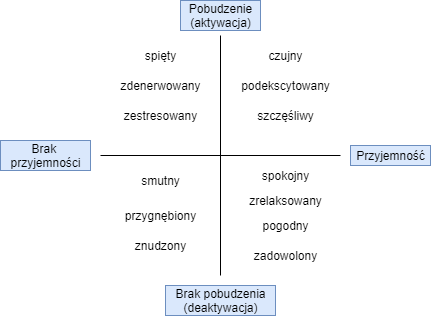 Pobudzenie
(aktywacja)
spięty
czujny
zdenerwowany
podekscytowany
zestresowany
szczęśliwy
Brak
przyjemności
Przyjemność
smutny
spokojny
zrelaksowany
przygnębiony
pogodny
znudzony
zadowolony
Brak pobudzenia
(deaktywacja)